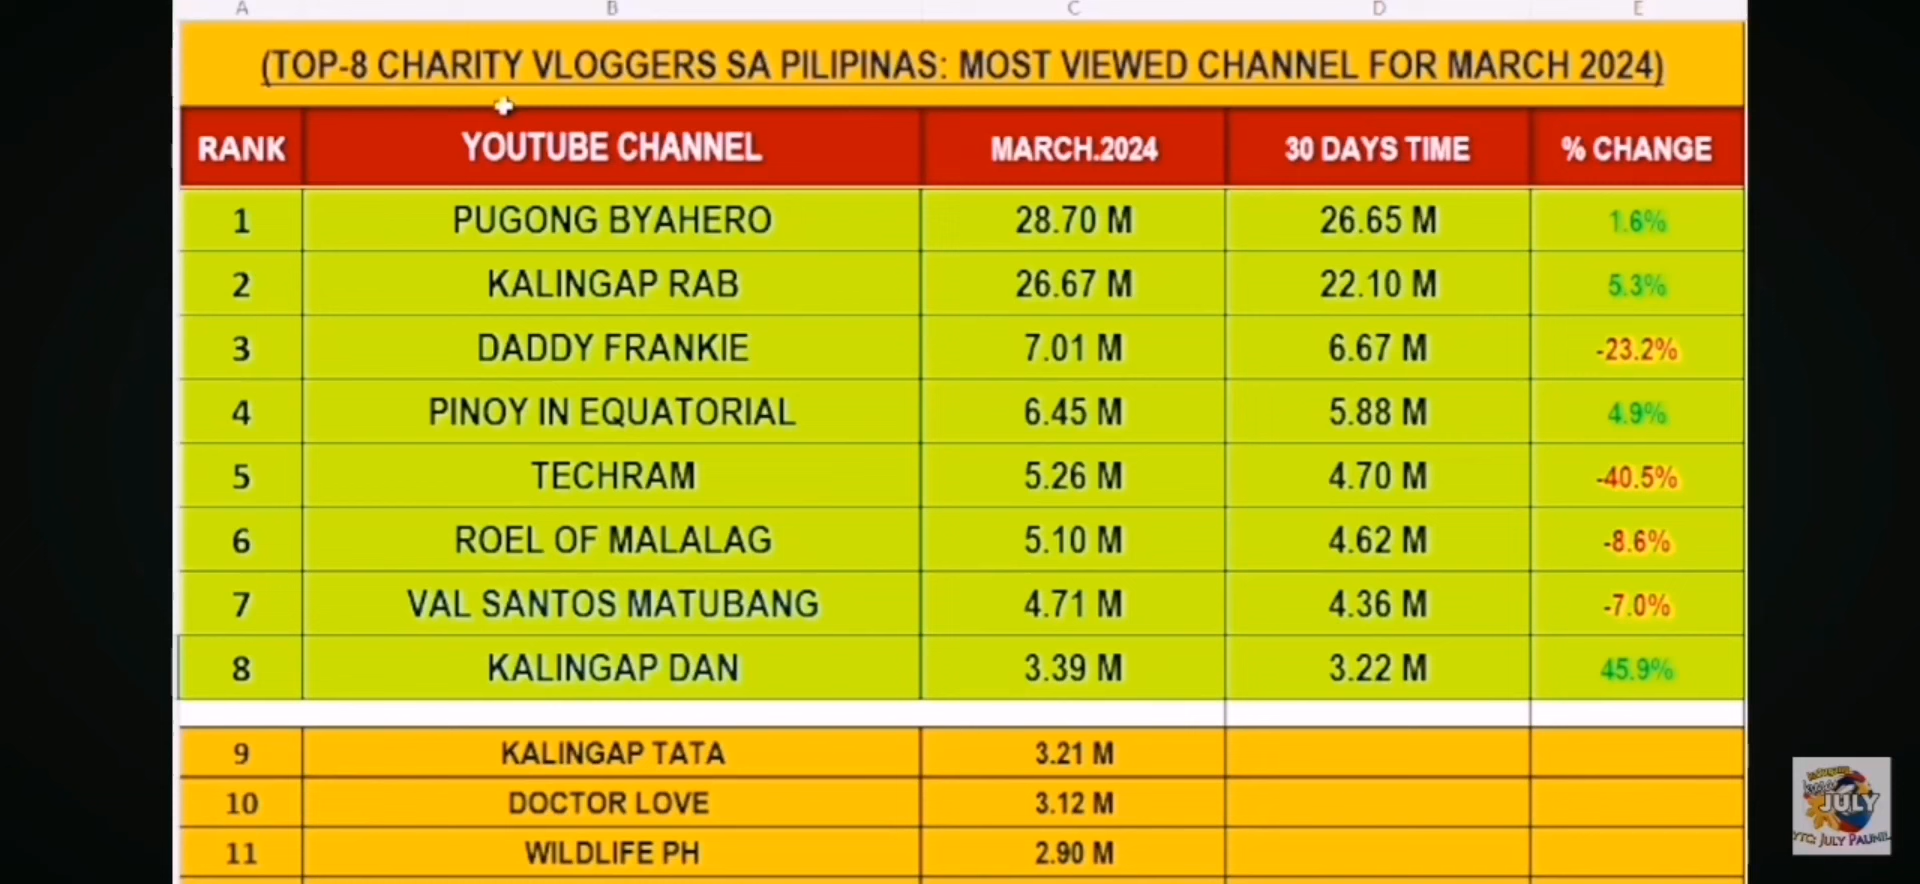 A B C D E
(TOP-8 CHARITY VLOGGERS SA PILIPINAS: MOST VIEWED CHANNEL FOR MARCH 2024)
RANK YOUTUBE CHANNEL MARCH.2024 30 DAYS TIME % CHANGE
1 PUGONG BYAHERO 28.70 M 26.65 M 1.6%
2 KALINGAP RAB 26.67 M 22.10 M 5.3%
3 DADDY FRANKIE 7.01 M 6.67 M -23.2%
4 PINOY IN EQUATORIAL 6.45 M 5.88 M 4.9%
5 TECHRAM 5.26 M 4.70 M -40.5%
6 ROEL OF MALALAG 5.10 M 4.62 M -8.6%
7 VAL SANTOS MATUBANG 4.71 M 4.36 M -7.0%
8 KALINGAP DAN 3.39 M 3.22 M 45.9%
9 KALINGAP TATA 3.21 M
10 DOCTOR LOVE 3.12 M
11 WILDLIFE PH 2.90 M
JULY
YTC: JULY